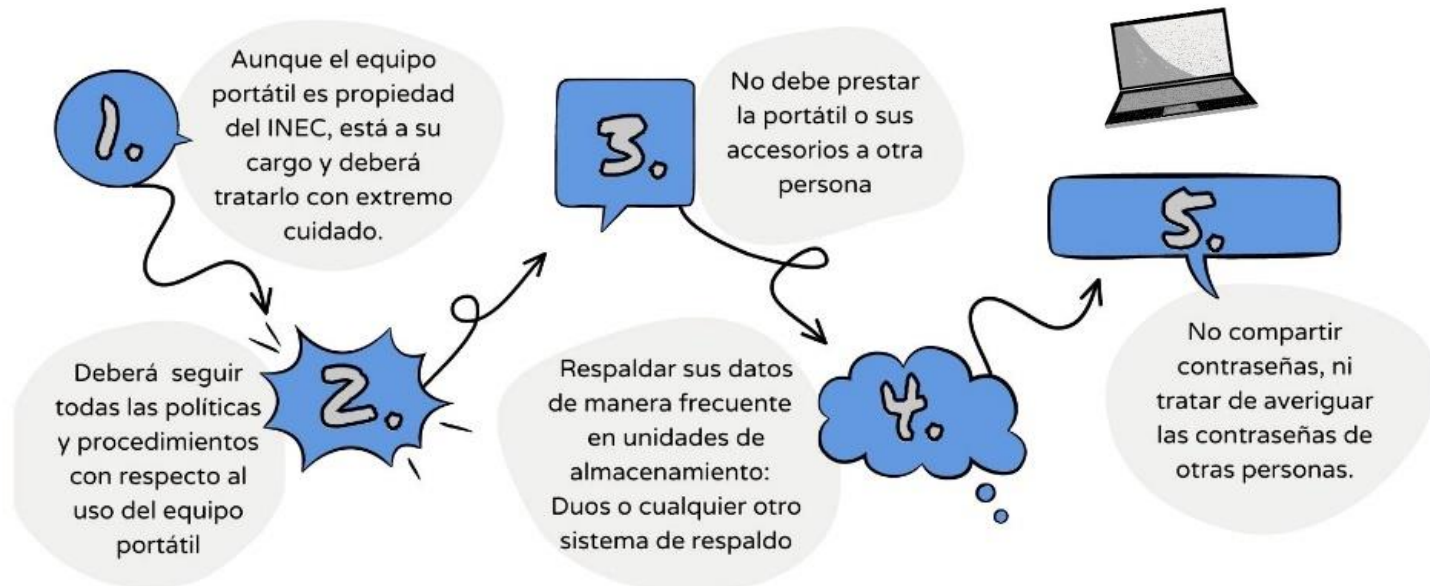 1.
Aunque el equipo
portátil es propiedad
del INEC, está a su
cargo y deberá
tratarlo con extremo
cuidado.
2.
Deberá seguir
todas las políticas
y procedimientos
con respecto al
uso del equipo
portátil
3.
No debe prestar
la portátil o sus
accesorios a otra
persona
4.
Respaldar sus datos
de manera frecuente
en unidades de
almacenamiento:
Duos o cualquier otro
sistema de respaldo
5.
No compartir
contraseñas, ni
tratar de averiguar
las contraseñas de
otras personas.